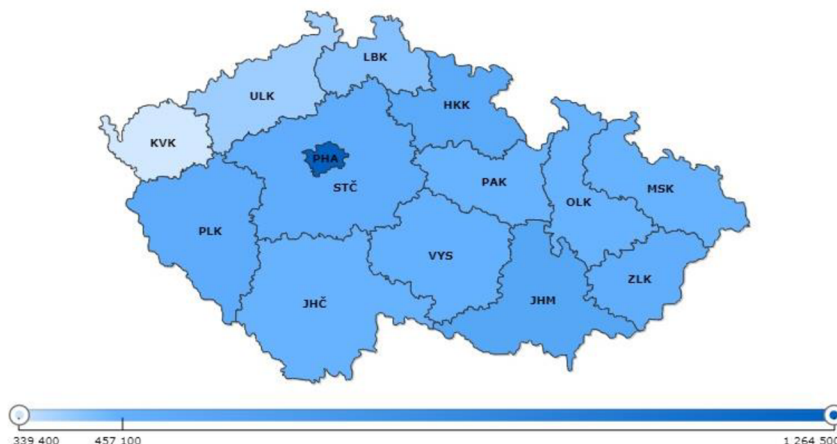 LBK
ULK
HKK
KVK
PHA
STČ
PAK
MSK
OLK
PLK
VYS
ZLK
JHČ
JHM
339 400 457 100 1 264 500